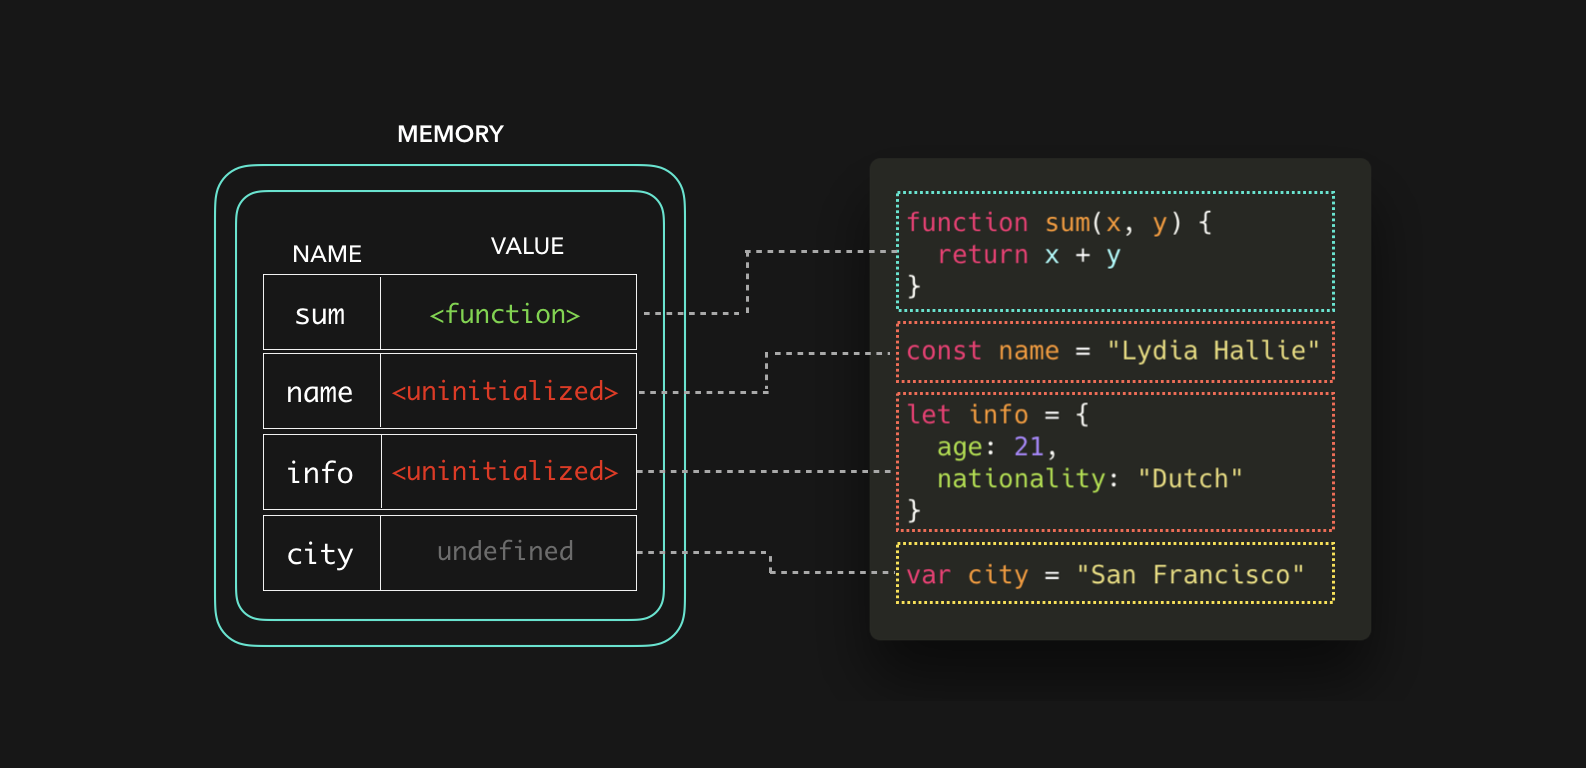 MEMORY
NAME VALUE
sum <function>
name <uninitialized>
info <uninitialized>
city undefined
function sum(x, y) {
  return x + y
}
const name = "Lydia Hallie"
let info = {
  age: 21,
  nationality: "Dutch"
}
var city = "San Francisco"